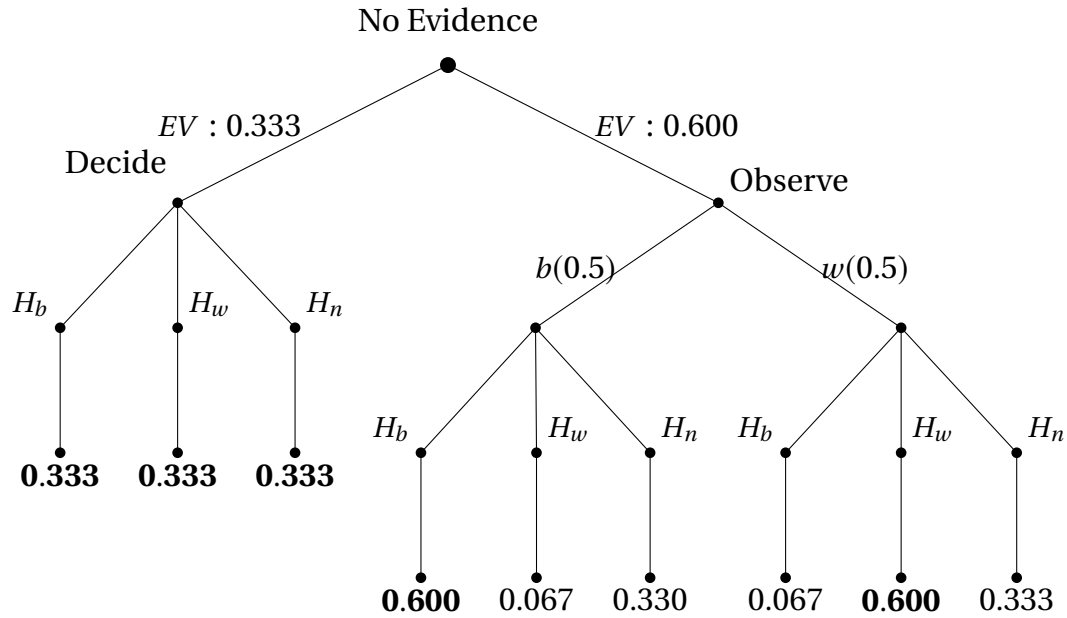 No Evidence
EV : 0.333
EV : 0.600
Decide
Observe
b(0.5)
w(0.5)
H_b
H_w
H_n
H_b
H_w
H_n
H_b
H_w
H_n
0.333 0.333 0.333
0.600 0.067 0.330 0.067 0.600 0.333